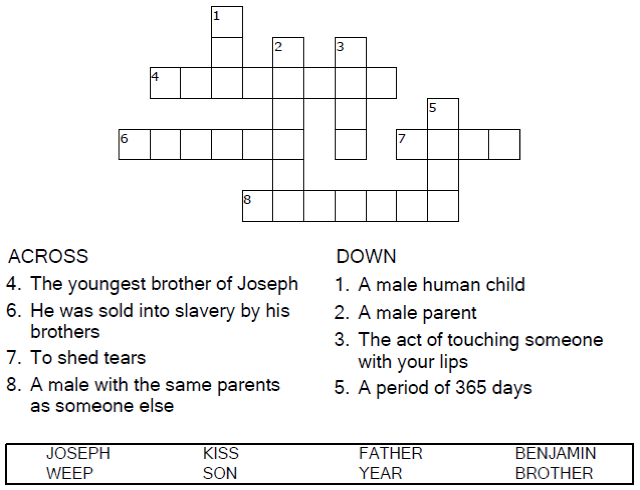 1
2 3
4
5
6 7
8
ACROSS
4. The youngest brother of Joseph
6. He was sold into slavery by his
brothers
7. To shed tears
8. A male with the same parents
as someone else
DOWN
1. A male human child
2. A male parent
3. The act of touching someone
with your lips
5. A period of 365 days
JOSEPH KISS FATHER BENJAMIN
WEEP SON YEAR BROTHER